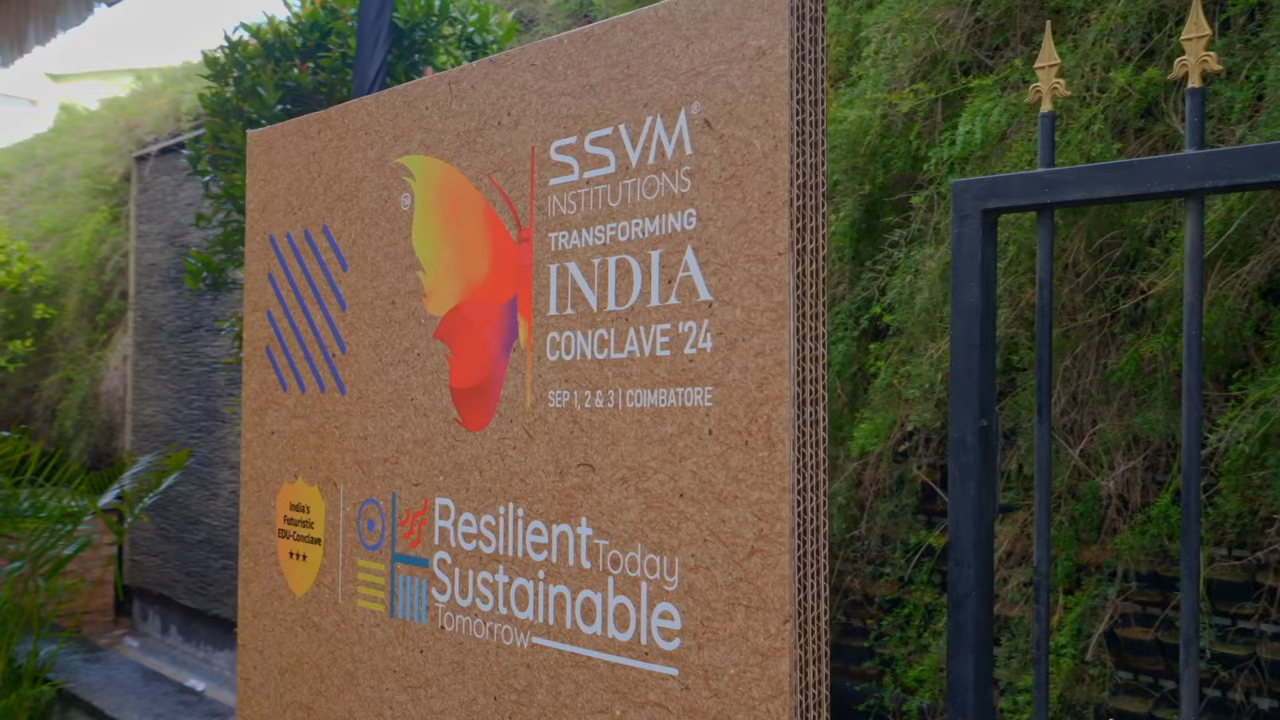 SSVM®
INSTITUTIONS
TRANSFORMING
INDIA
CONCLAVE '24
SEP 1, 2 & 3 | COIMBATORE
TM
India's
Futuristic
EDU-Conclave
Resilient Today
Sustainable
Tomorrow